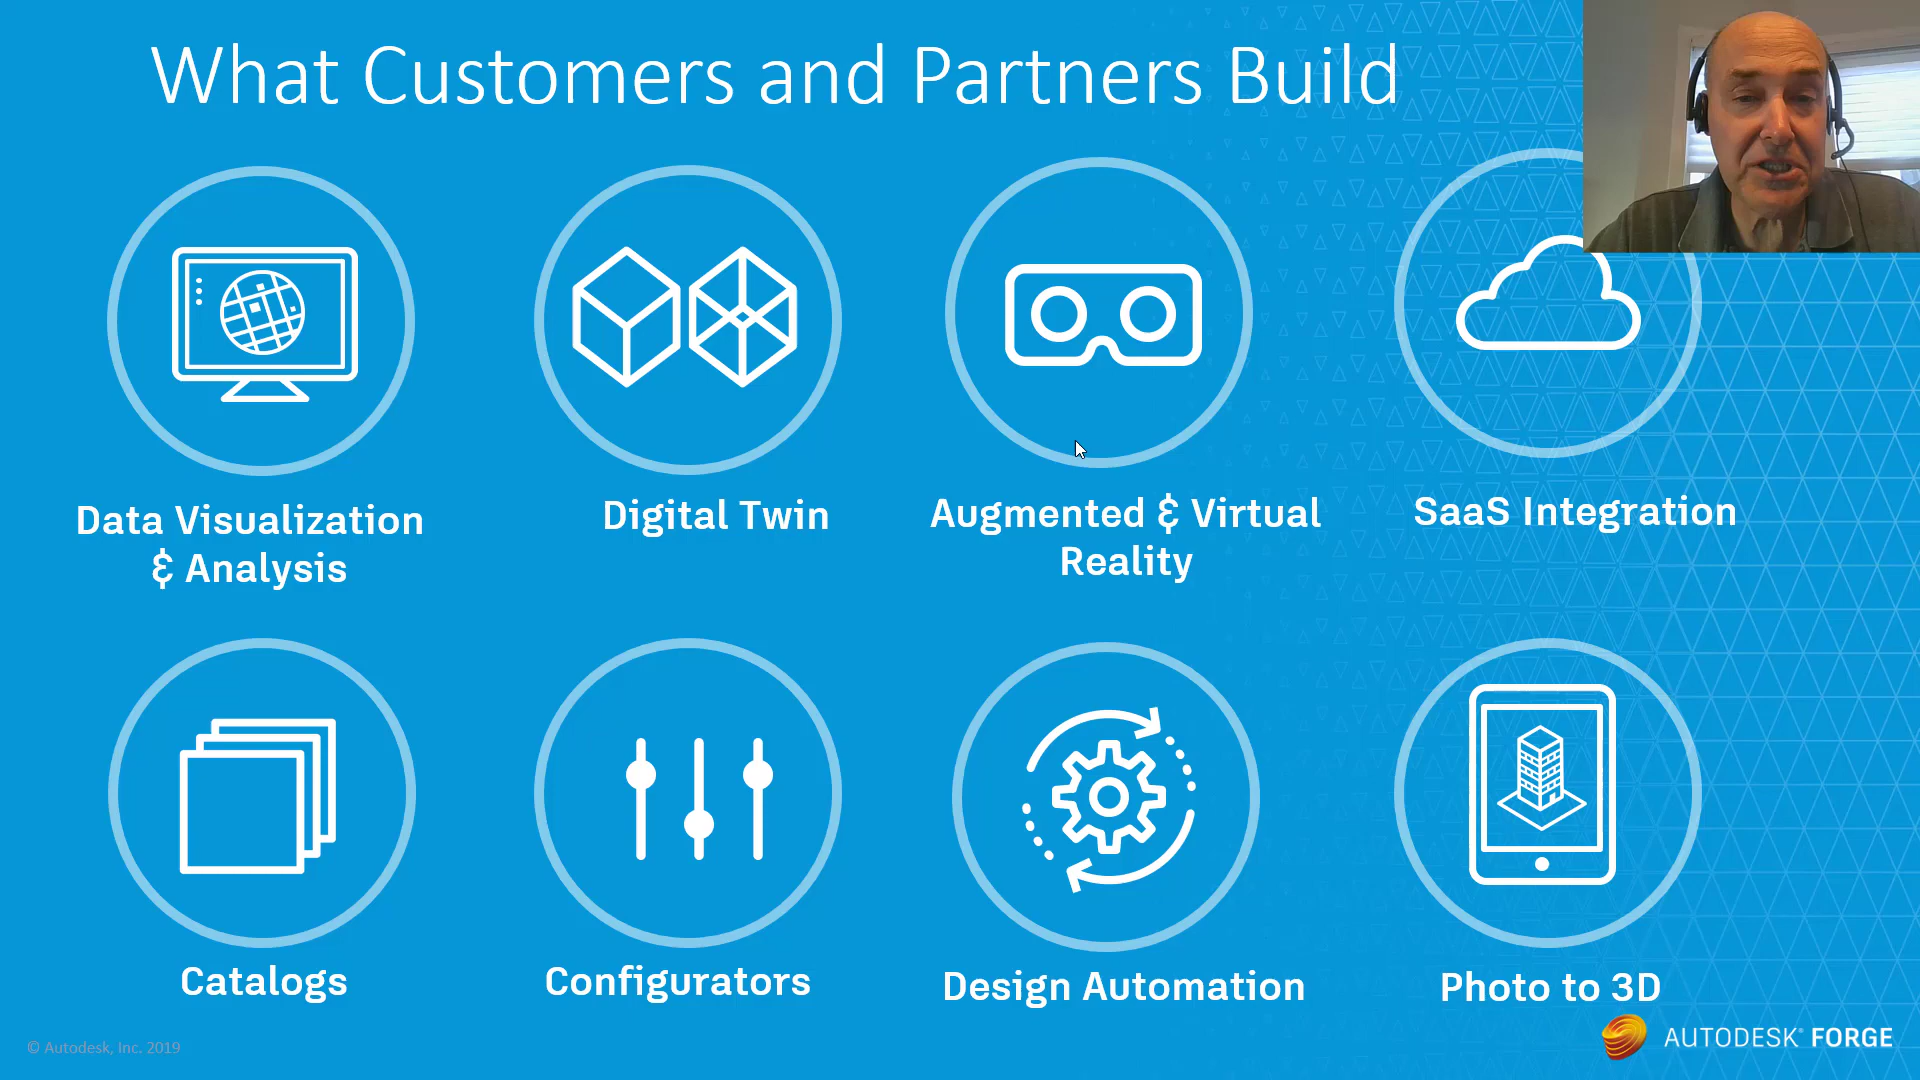 What Customers and Partners Build
Data Visualization
& Analysis
Digital Twin
Augmented & Virtual
Reality
SaaS Integration
Catalogs
Configurators
Design Automation
Photo to 3D
© Autodesk, Inc. 2019
AUTODESK® FORGE